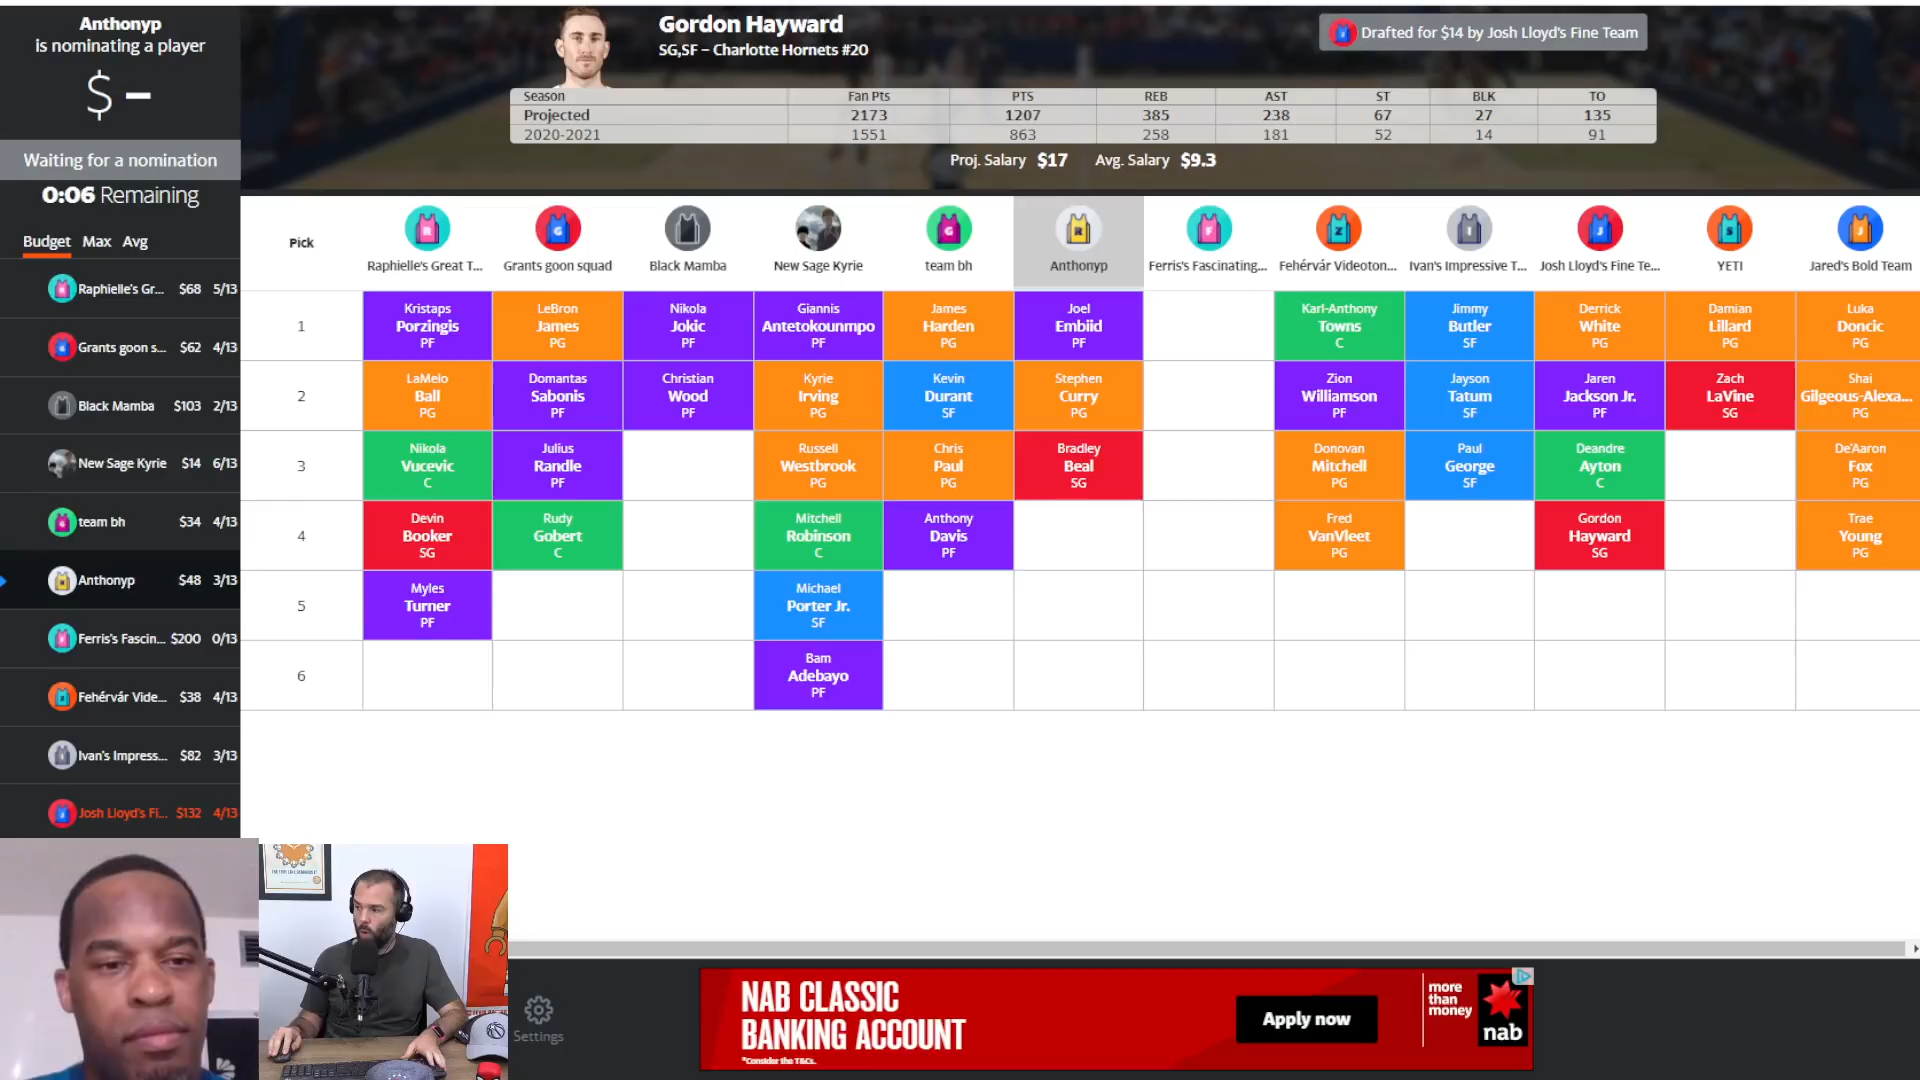 Anthonyp
is nominating a player
$ –
Waiting for a nomination
0:06 Remaining
Budget Max Avg
Raphielle's Gr... $68 5/13
Grants goon s... $62 4/13
Black Mamba $103 2/13
New Sage Kyrie $14 6/13
team bh $34 4/13
Anthonyp $48 3/13
Ferris's Fascin... $200 0/13
Fehérvár Vide... $38 4/13
Ivan's Impress... $82 3/13
Josh Lloyd's Fi... $132 4/13
Gordon Hayward
SG,SF – Charlotte Hornets #20
Drafted for $14 by Josh Lloyd's Fine Team
Season Fan Pts PTS REB AST ST BLK TO
Projected 2173 1207 385 238 67 27 135
2020-2021 1551 863 258 181 52 14 91
Proj. Salary $17 Avg. Salary $9.3
Pick Raphielle's Great T... Grants goon squad Black Mamba New Sage Kyrie team bh Anthonyp Ferris's Fascinating... Fehérvár Videoton... Ivan's Impressive T... Josh Lloyd's Fine Te... YETI Jared's Bold Team
Kristaps LeBron Nikola Giannis James Joel Karl-Anthony Jimmy Derrick Damian Luka
1 Porzingis James Jokic Antetokounmpo Harden Embiid Towns Butler White Lillard Doncic
PF PG PF PF PG PF C SF PG PG PG
LaMelo Domantas Christian Kyrie Kevin Stephen Zion Jayson Jaren Zach Shai
2 Ball Sabonis Wood Irving Durant Curry Williamson Tatum Jackson Jr. LaVine Gilgeous-Alexa...
PG PF PF PG SF PG PF SF PF SG PG
Nikola Julius Russell Chris Bradley Donovan Paul Deandre De'Aaron
3 Vucevic Randle Westbrook Paul Beal Mitchell George Ayton Fox
C PF PG PG SG PG SF C PG
Devin Rudy Mitchell Anthony Fred Gordon Trae
4 Booker Gobert Robinson Davis VanVleet Hayward Young
SG C C PF PG SG PG
Myles Michael
5 Turner Porter Jr.
PF SF
Bam
6 Adebayo
PF
Settings
NAB CLASSIC
BANKING ACCOUNT
*Consider the T&Cs.
Apply now
more
than
money
nab